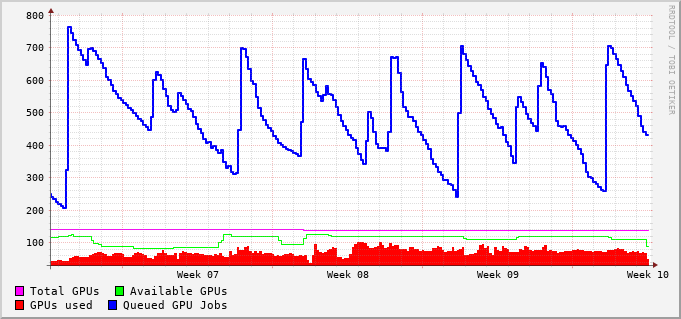 800
700
600
500
400
300
200
100
Week 07 Week 08 Week 09 Week 10
Total GPUs Available GPUs
GPUs used Queued GPU Jobs
RRDTOOL / TOBI OETIKER